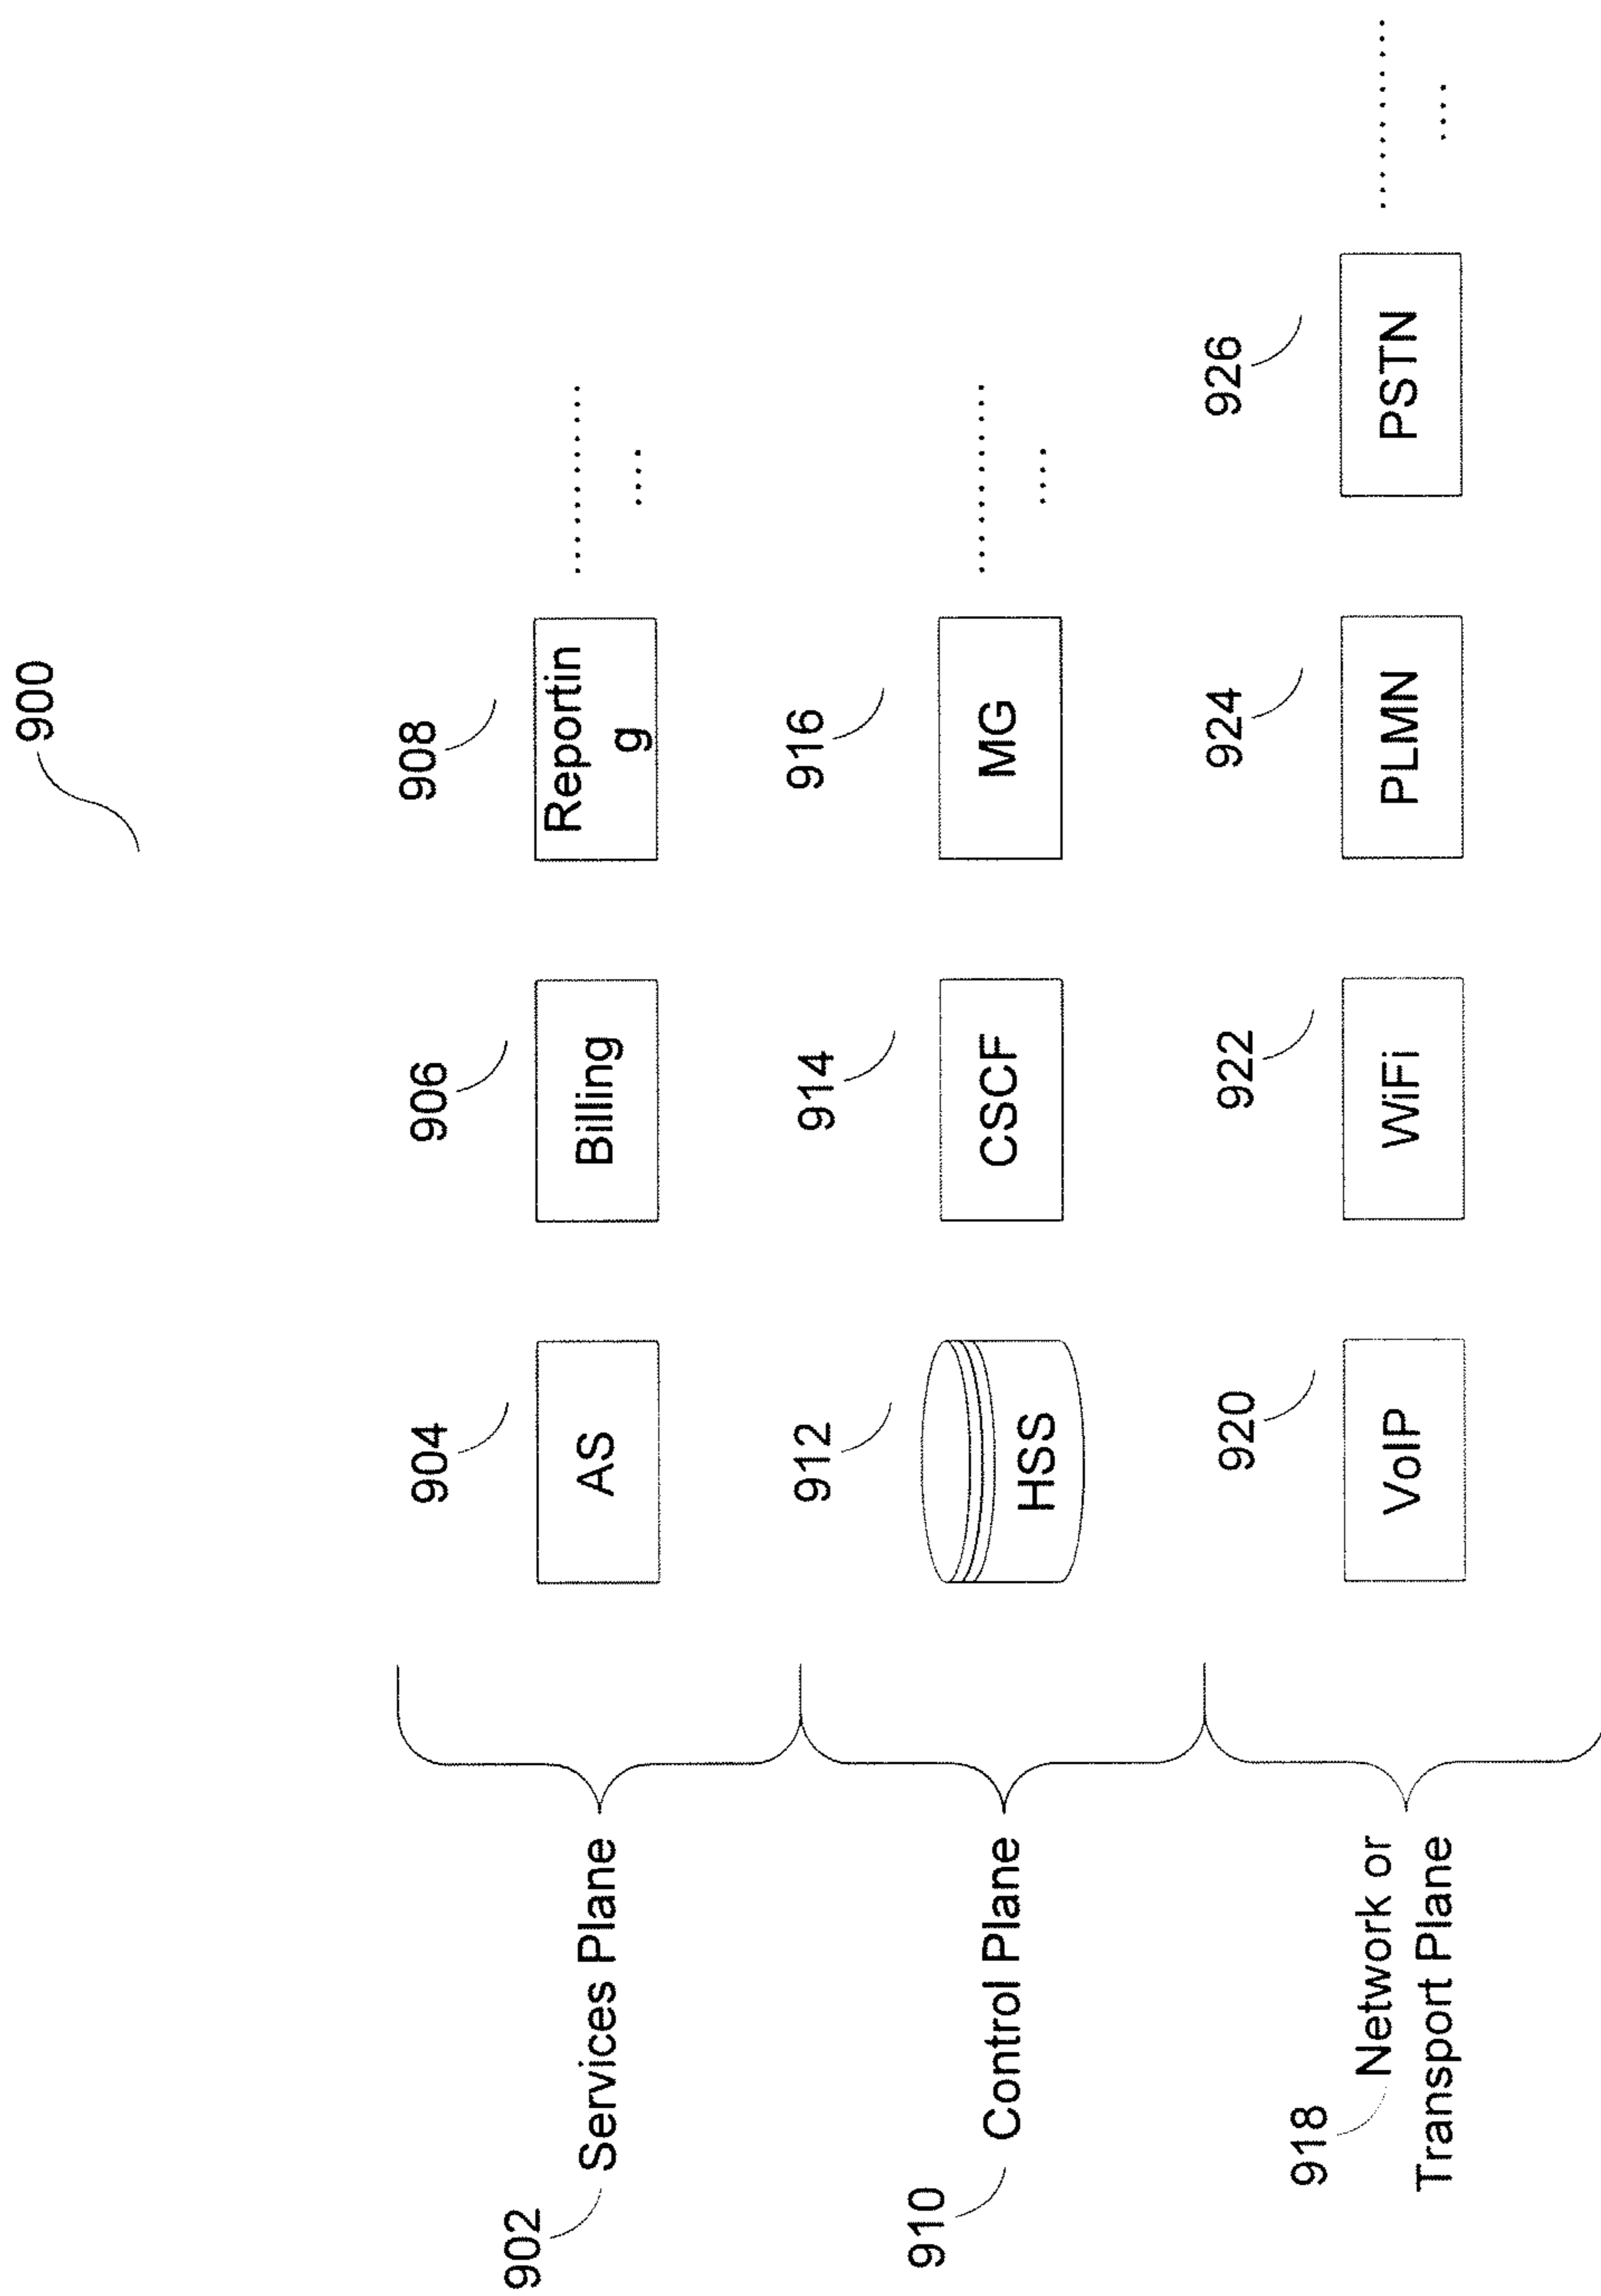 900
904
906
908
AS
Billing
Reportin
g
902
Services Plane
912
914
916
HSS
CSCF
MG
910
Control Plane
920
922
924
926
VoIP
WiFi
PLMN
PSTN
918
Network or
Transport Plane